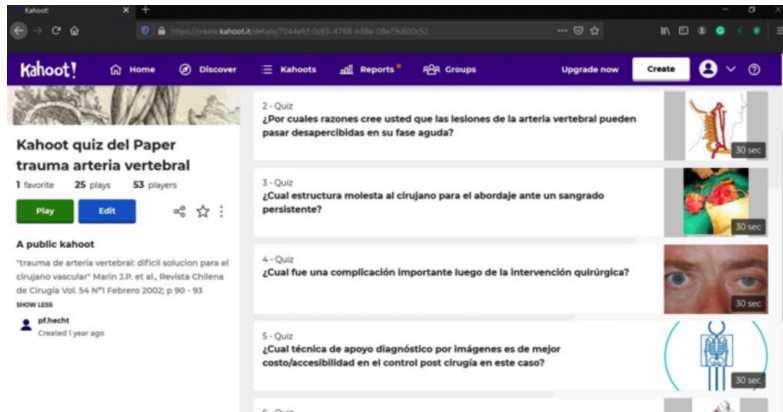 Kahoot!
https://create.kahoot.it/details/
Kahoot!
Home
Discover
Kahoots
Reports
Groups
Upgrade now
Create
Kahoot quiz del Paper
trauma arteria vertebral
1 favorite 25 plays 53 players
Play
Edit
A public kahoot
"trauma de arteria vertebral: dificil solucion para el
cirujano vascular" Marin J.P. et al., Revista Chilena
de Cirugía Vol. 54 N°1 Febrero 2002; p 90 - 93
SHOW LESS
pf.hecht
Created 1 year ago
2 - Quiz
¿Por cuales razones cree usted que las lesiones de la arteria vertebral pueden
pasar desapercibidas en su fase aguda?
30 sec
3 - Quiz
¿Cual estructura molesta al cirujano para el abordaje ante un sangrado
persistente?
30 sec
4 - Quiz
¿Cual fue una complicación importante luego de la intervención quirúrgica?
30 sec
5 - Quiz
¿Cual técnica de apoyo diagnóstico por imágenes es de mejor
costo/accesibilidad en el control post cirugía en este caso?
30 sec